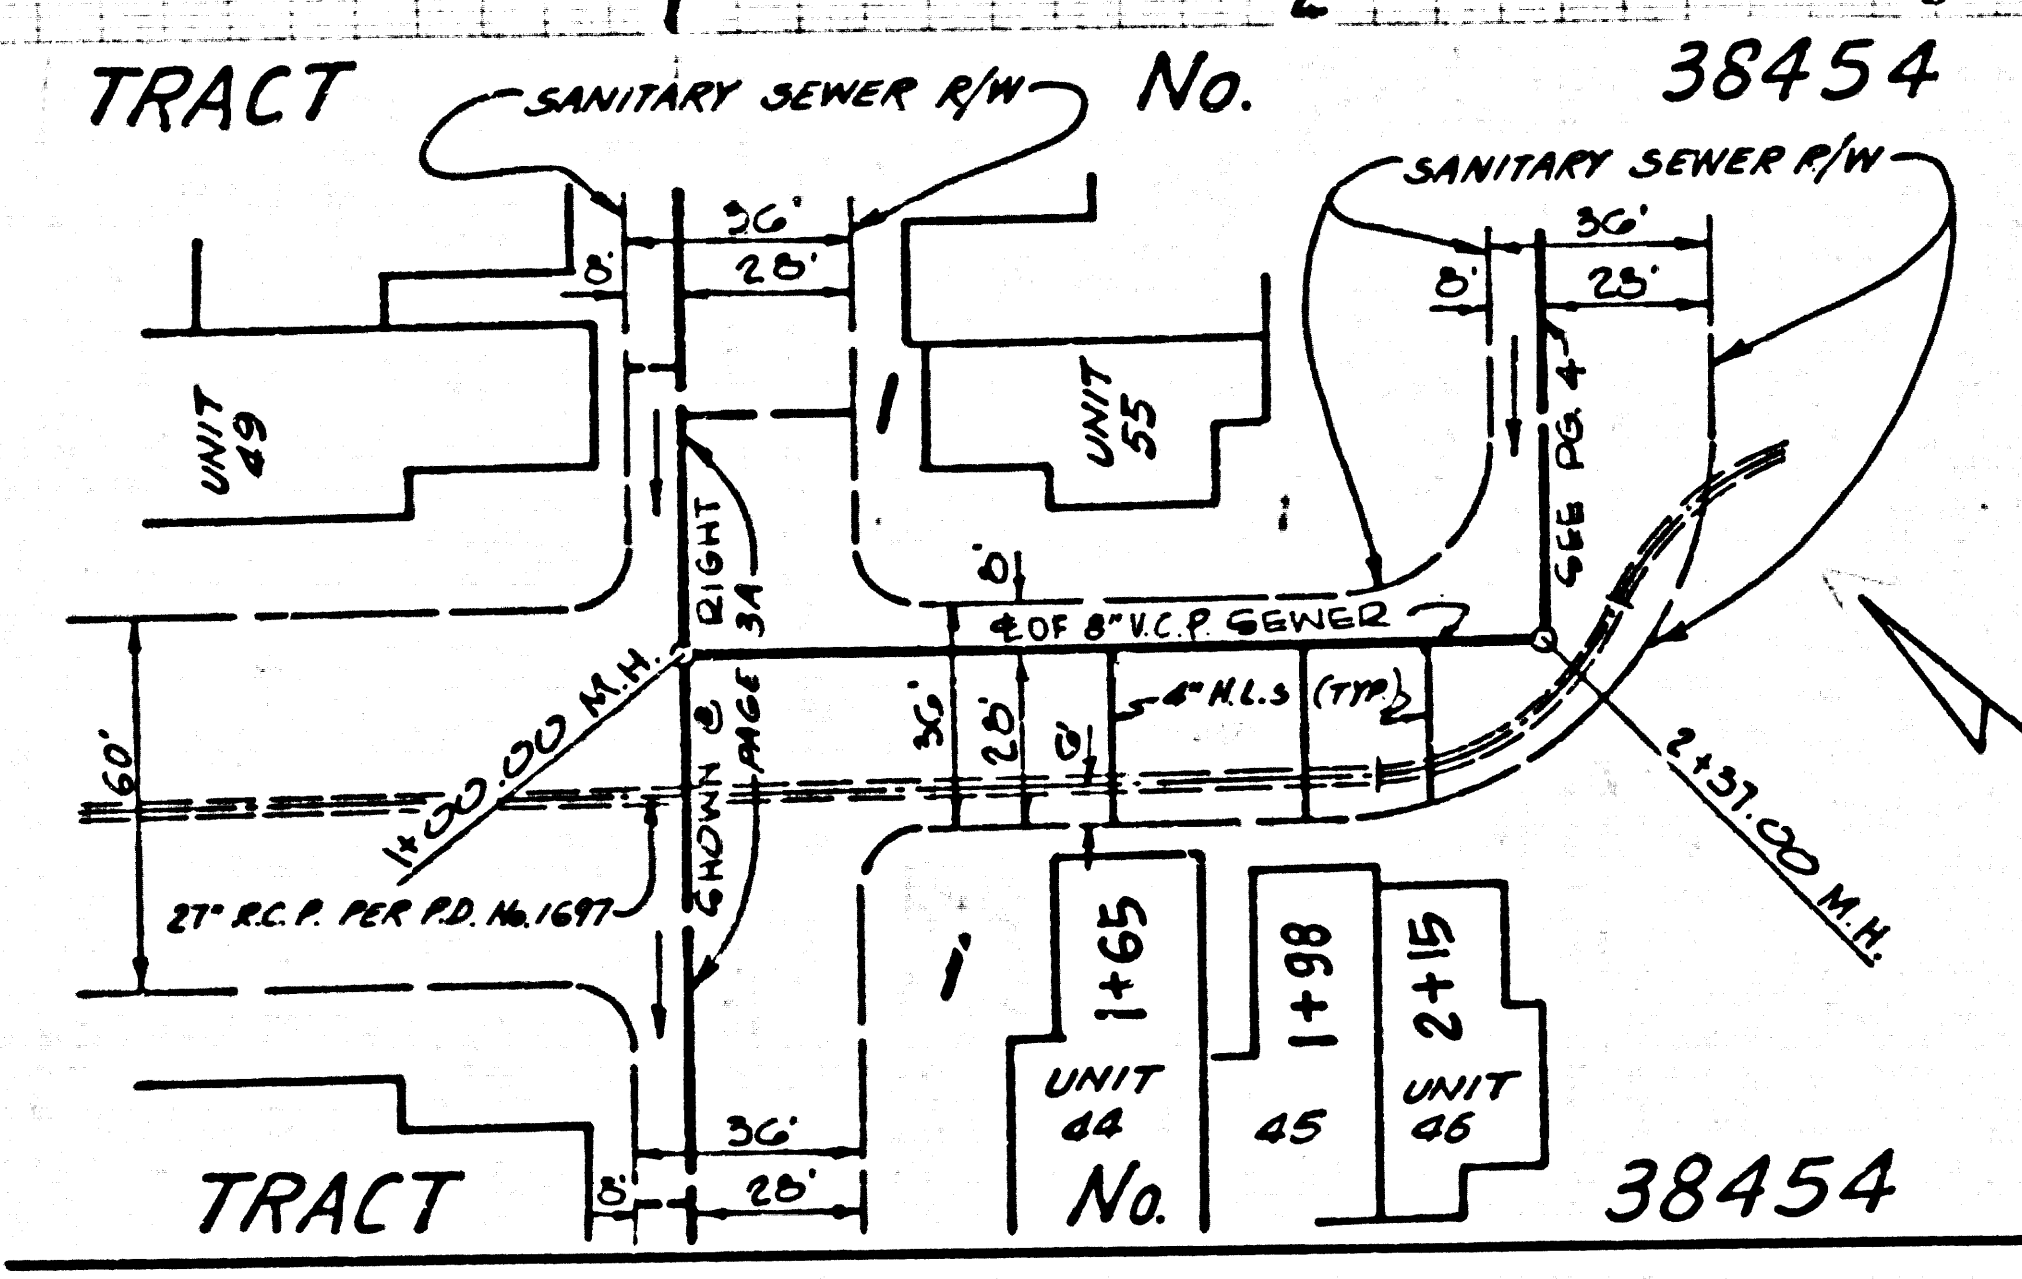 TRACT No. 38454
SANITARY SEWER R/W
SANITARY SEWER R/W
36'
8'
28'
36'
8'
28'
UNIT
49
UNIT
55
SEE PG. 4
RIGHT
3A
8'
℄ OF 8" V.C.P. SEWER
1+00.00 M.H.
60'
36'
28'
6'
4" H.L.S (TYP.)
SHOWN @
PAGE
2+37.00 M.H.
27" R.C.P. PER P.D. No. 1697
1+65
1+98
2+15
UNIT
44
45
UNIT
46
36'
8'
28'
TRACT No. 38454